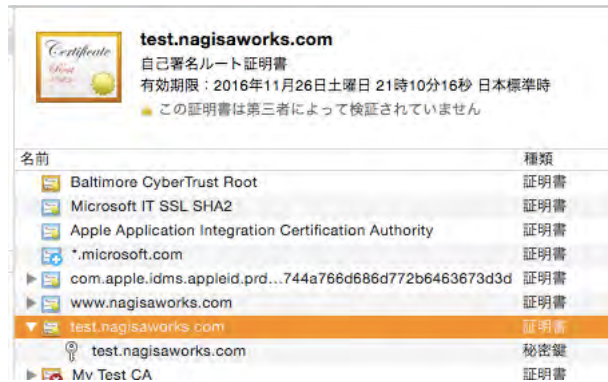 Certificate
test.nagisaworks.com
自己署名ルート証明書
有効期限：2016年11月26日土曜日 21時10分16秒 日本標準時
この証明書は第三者によって検証されていません
名前 種類
Baltimore CyberTrust Root 証明書
Microsoft IT SSL SHA2 証明書
Apple Application Integration Certification Authority 証明書
*.microsoft.com 証明書
com.apple.idms.appleid.prd...744a766d686d772b6463673d3d 証明書
www.nagisaworks.com 証明書
test.nagisaworks.com 証明書
test.nagisaworks.com 秘密鍵
My Test CA 証明書